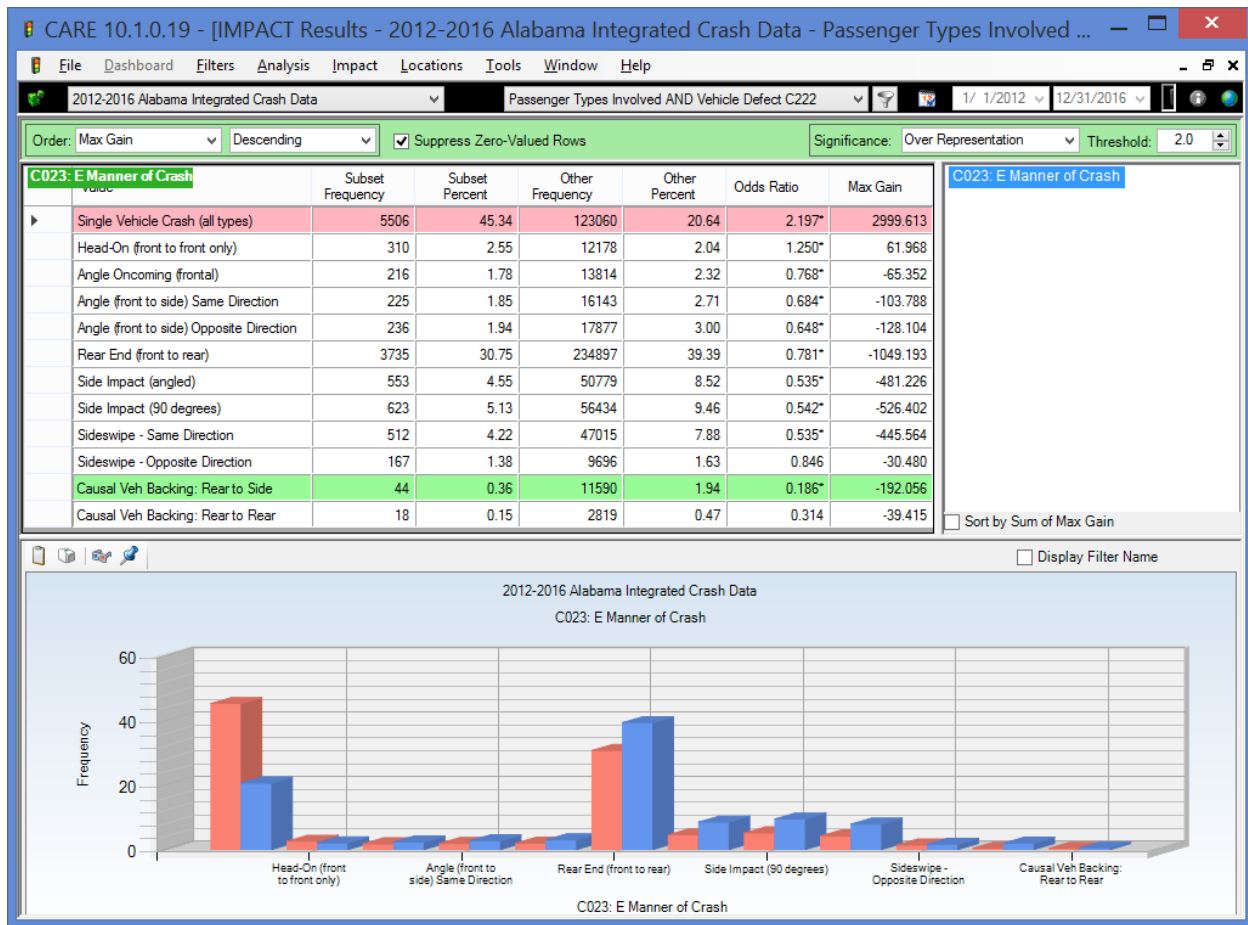 CARE 10.1.0.19 - [IMPACT Results - 2012-2016 Alabama Integrated Crash Data - Passenger Types Involved ...
File Dashboard Filters Analysis Impact Locations Tools Window Help
2012-2016 Alabama Integrated Crash Data Passenger Types Involved AND Vehicle Defect C222 1/ 1/2012 12/31/2016
Order: Max Gain Descending Suppress Zero-Valued Rows Significance: Over Representation Threshold: 2.0
C023: E Manner of Crash Subset Frequency Subset Percent Other Frequency Other Percent Odds Ratio Max Gain
Single Vehicle Crash (all types) 5506 45.34 123060 20.64 2.197* 2999.613
Head-On (front to front only) 310 2.55 12178 2.04 1.250* 61.968
Angle Oncoming (frontal) 216 1.78 13814 2.32 0.768* -65.352
Angle (front to side) Same Direction 225 1.85 16143 2.71 0.684* -103.788
Angle (front to side) Opposite Direction 236 1.94 17877 3.00 0.648* -128.104
Rear End (front to rear) 3735 30.75 234897 39.39 0.781* -1049.193
Side Impact (angled) 553 4.55 50779 8.52 0.535* -481.226
Side Impact (90 degrees) 623 5.13 56434 9.46 0.542* -526.402
Sideswipe - Same Direction 512 4.22 47015 7.88 0.535* -445.564
Sideswipe - Opposite Direction 167 1.38 9696 1.63 0.846 -30.480
Causal Veh Backing: Rear to Side 44 0.36 11590 1.94 0.186* -192.056
Causal Veh Backing: Rear to Rear 18 0.15 2819 0.47 0.314 -39.415
C023: E Manner of Crash
Sort by Sum of Max Gain
Display Filter Name
2012-2016 Alabama Integrated Crash Data
C023: E Manner of Crash
60
40
20
0
Frequency
Head-On (front
to front only)
Angle (front to
side) Same Direction
Rear End (front to rear)
Side Impact (90 degrees)
Sideswipe -
Opposite Direction
Causal Veh Backing:
Rear to Rear
C023: E Manner of Crash